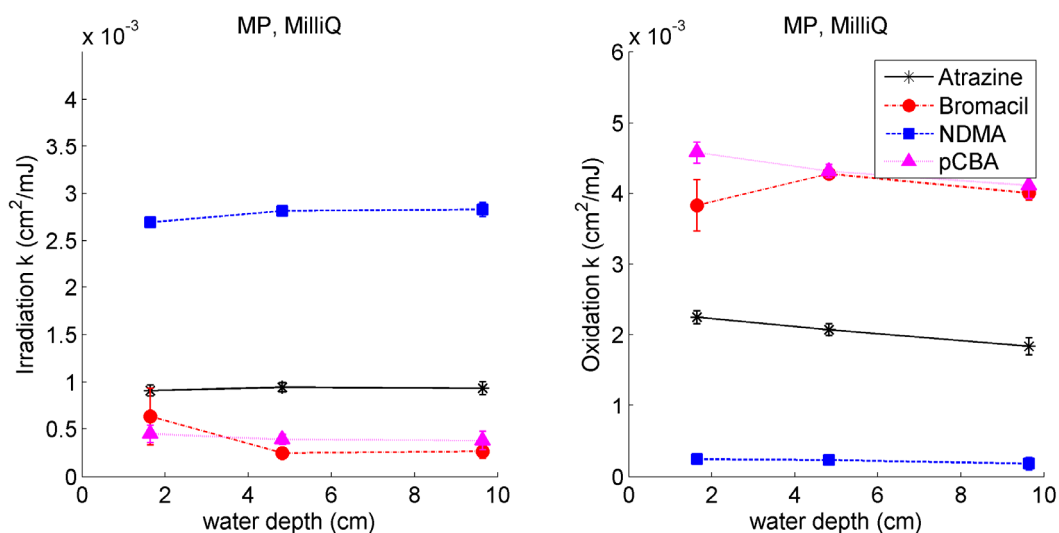 MP, MilliQ
x 10⁻³
4
3.5
3
2.5
2
1.5
1
0.5
0
Irradiation k (cm²/mJ)
0 2 4 6 8 10
water depth (cm)
MP, MilliQ
x 10⁻³
6
5
4
3
2
1
0
Oxidation k (cm²/mJ)
0 2 4 6 8 10
water depth (cm)
Atrazine
Bromacil
NDMA
pCBA